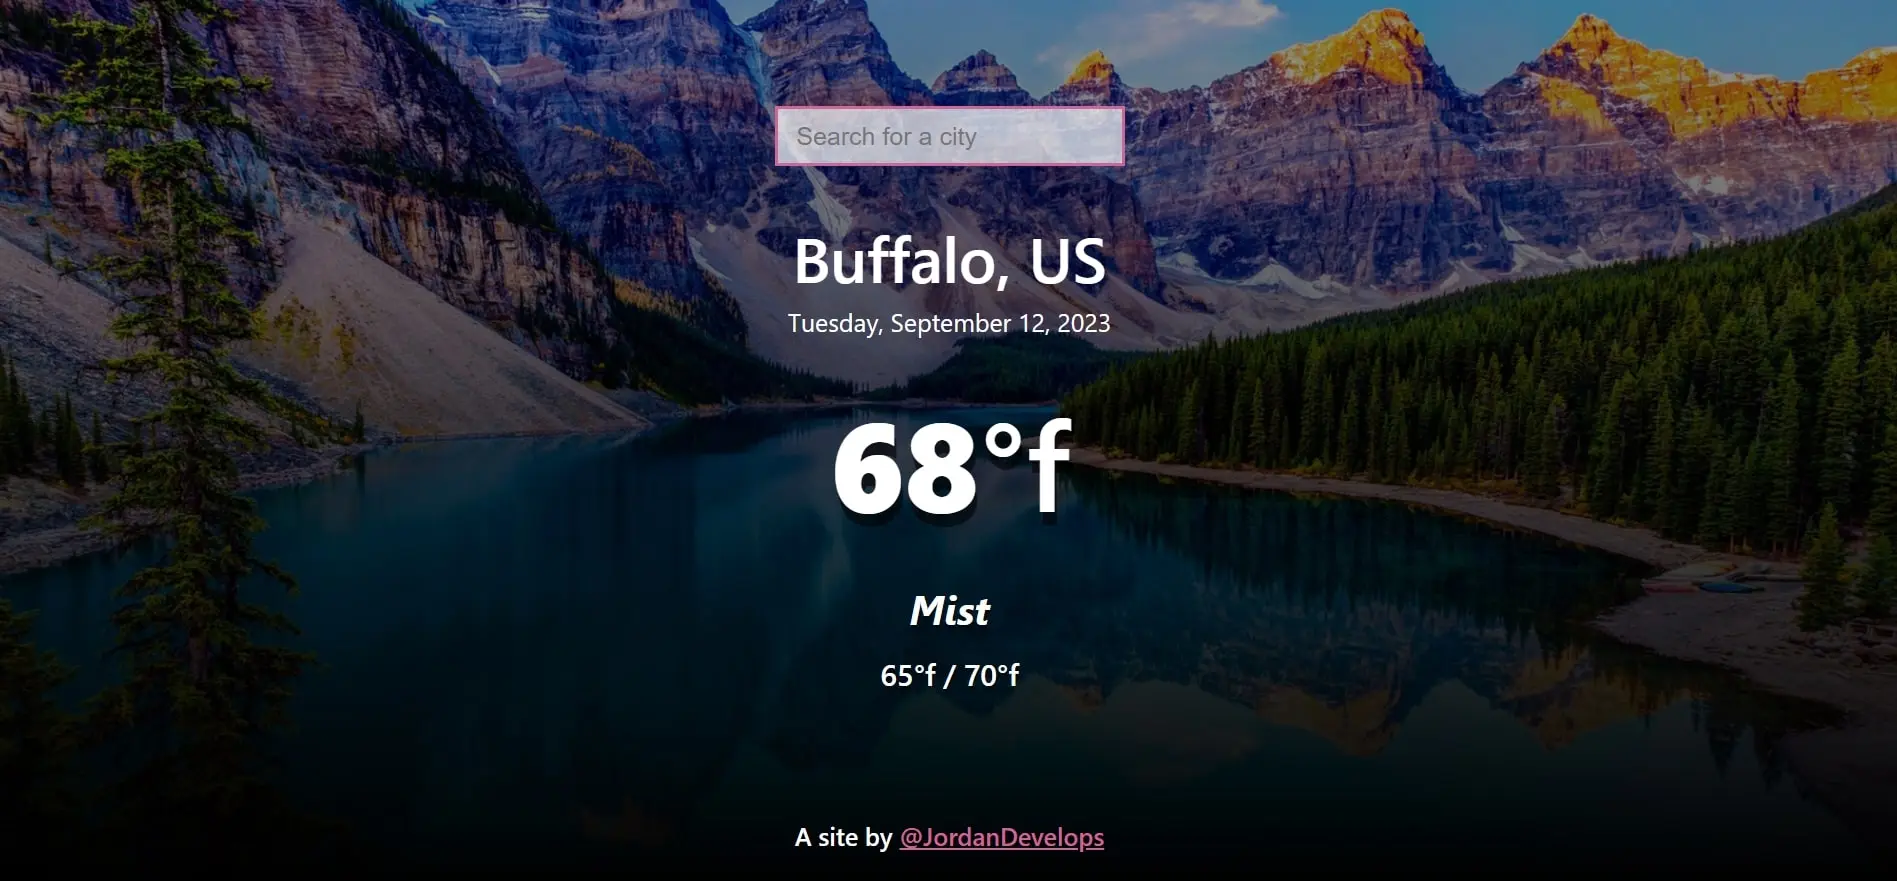 Search for a city
Buffalo, US
Tuesday, September 12, 2023
68°f
Mist
65°f / 70°f
A site by @JordanDevelops